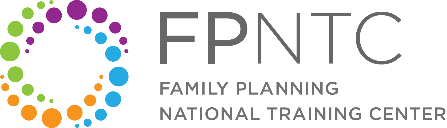 FPNTC
FAMILY PLANNING
NATIONAL TRAINING CENTER